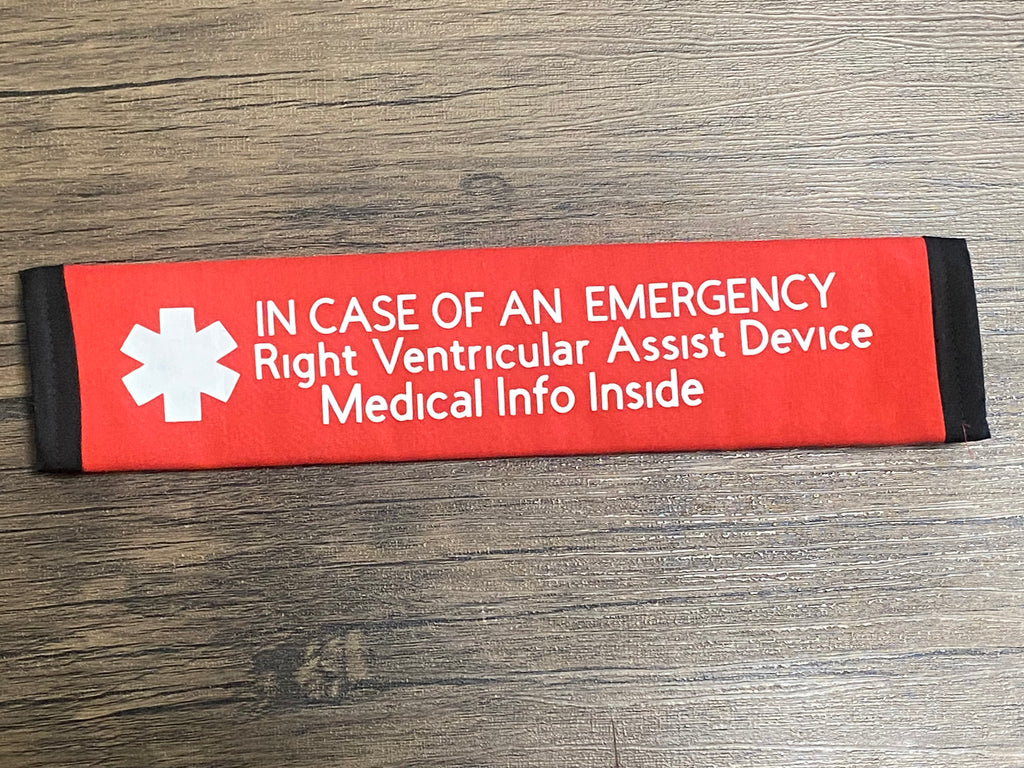 IN CASE OF AN EMERGENCY
Right Ventricular Assist Device
Medical Info Inside